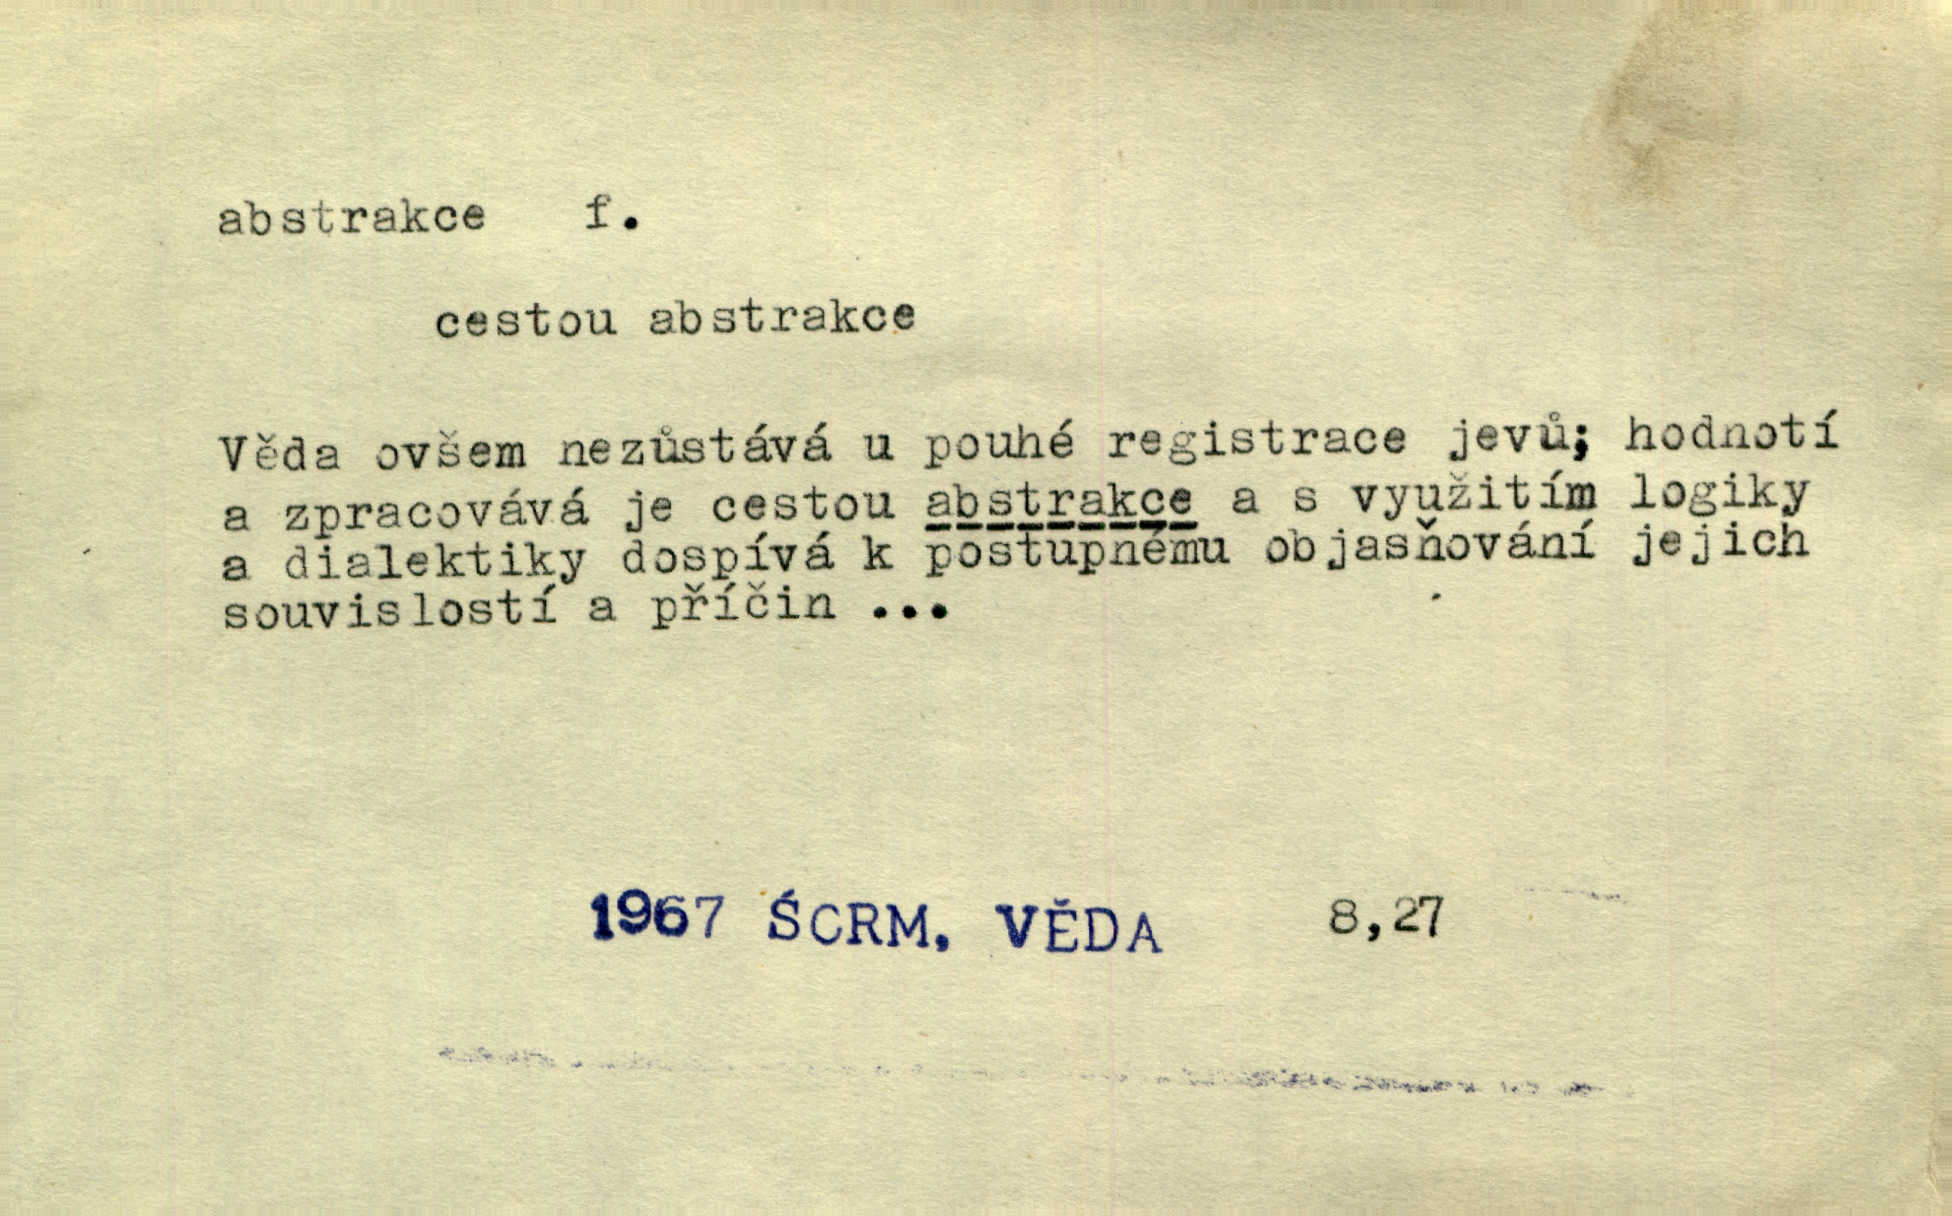 abstrakce f.
cestou abstrakce
Věda ovšem nezůstává u pouhé registrace jevů; hodnotí
a zpracovává je cestou abstrakce a s využitím logiky
a dialektiky dospívá k postupnému objasňování jejich
souvislostí a příčin ...
1967 ŠCRM, VĚDA 8,27